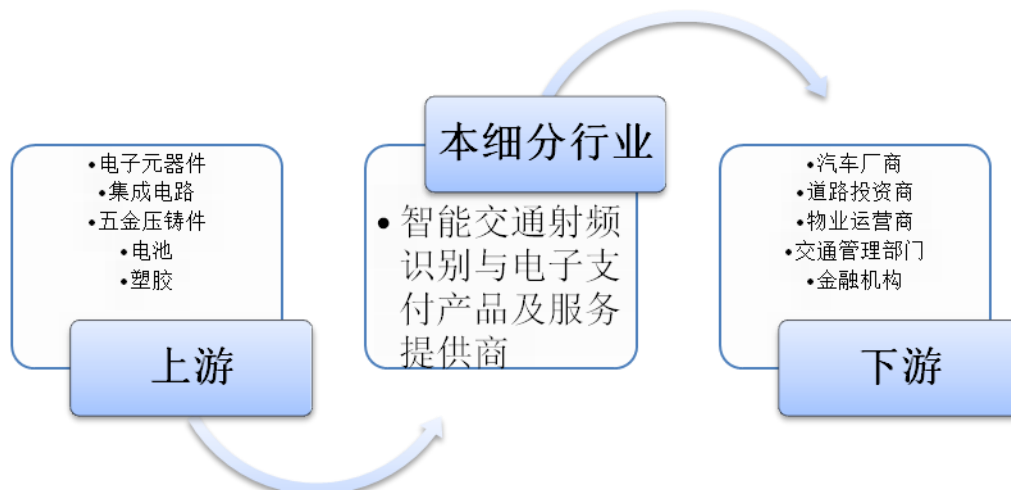 •电子元器件
•集成电路
•五金压铸件
•电池
•塑胶
上游
本细分行业
•智能交通射频
识别与电子支
付产品及服务
提供商
•汽车厂商
•道路投资商
•物业运营商
•交通管理部门
•金融机构
下游